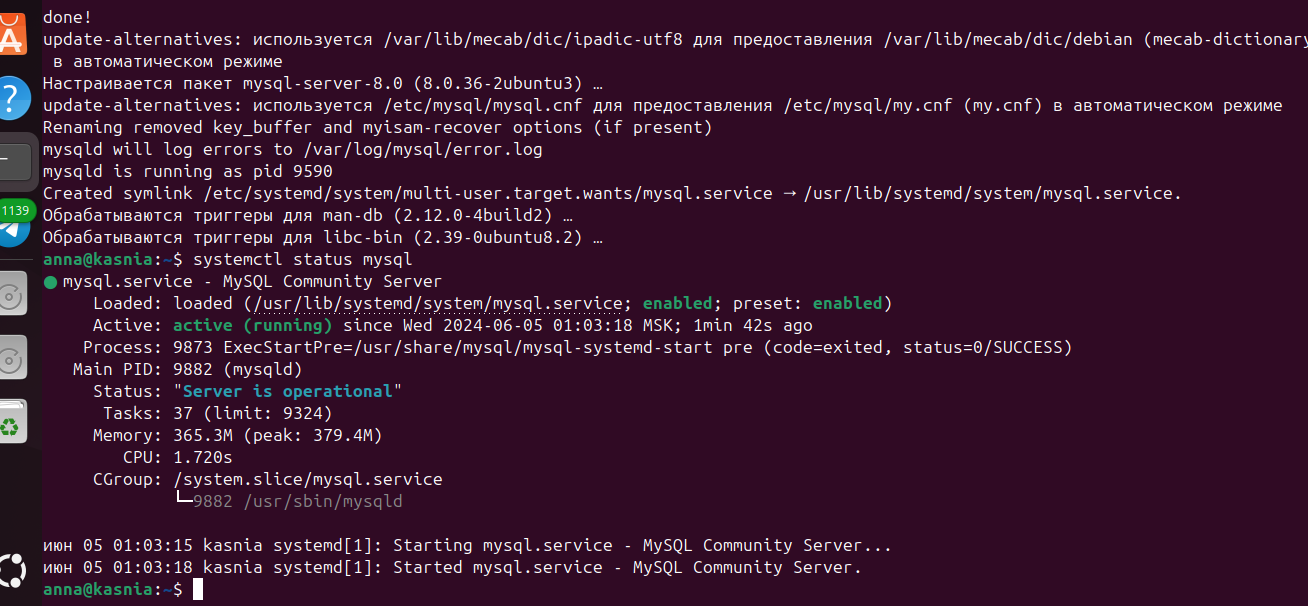 done!
update-alternatives: используется /var/lib/mecab/dic/ipadic-utf8 для предоставления /var/lib/mecab/dic/debian (mecab-dictionary
в автоматическом режиме
Настраивается пакет mysql-server-8.0 (8.0.36-2ubuntu3) …
update-alternatives: используется /etc/mysql/mysql.cnf для предоставления /etc/mysql/my.cnf (my.cnf) в автоматическом режиме
Renaming removed key_buffer and myisam-recover options (if present)
mysqld will log errors to /var/log/mysql/error.log
mysqld is running as pid 9590
Created symlink /etc/systemd/system/multi-user.target.wants/mysql.service → /usr/lib/systemd/system/mysql.service.
Обрабатываются триггеры для man-db (2.12.0-4build2) …
Обрабатываются триггеры для libc-bin (2.39-0ubuntu8.2) …
anna@kasnia:~$ systemctl status mysql
● mysql.service - MySQL Community Server
Loaded: loaded (/usr/lib/systemd/system/mysql.service; enabled; preset: enabled)
Active: active (running) since Wed 2024-06-05 01:03:18 MSK; 1min 42s ago
Process: 9873 ExecStartPre=/usr/share/mysql/mysql-systemd-start pre (code=exited, status=0/SUCCESS)
Main PID: 9882 (mysqld)
Status: "Server is operational"
Tasks: 37 (limit: 9324)
Memory: 365.3M (peak: 379.4M)
CPU: 1.720s
CGroup: /system.slice/mysql.service
└─9882 /usr/sbin/mysqld
июн 05 01:03:15 kasnia systemd[1]: Starting mysql.service - MySQL Community Server...
июн 05 01:03:18 kasnia systemd[1]: Started mysql.service - MySQL Community Server.
anna@kasnia:~$
1139